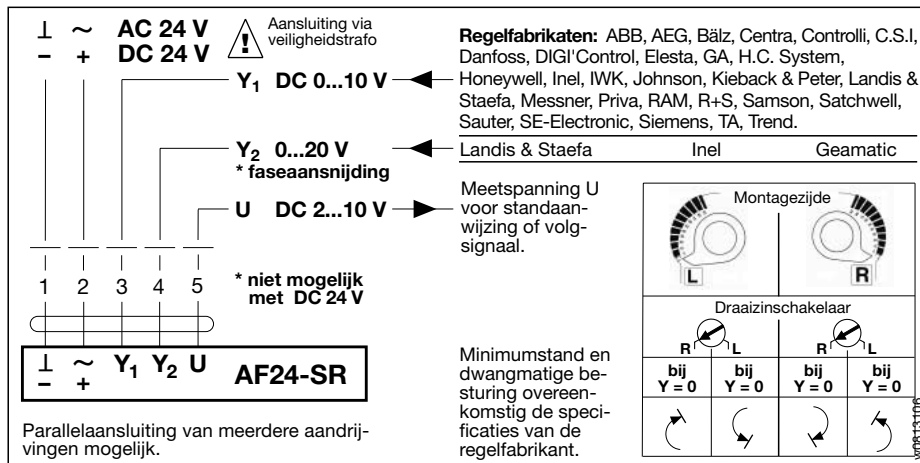 ⊥ ~ AC 24 V
– + DC 24 V
Aansluiting via
veiligheidstrafo
Y1 DC 0...10 V
Regelfabrikaten: ABB, AEG, Bälz, Centra, Controlli, C.S.I,
Danfoss, DIGI'Control, Elesta, GA, H.C. System,
Honeywell, Inel, IWK, Johnson, Kieback & Peter, Landis &
Staefa, Messner, Priva, RAM, R+S, Samson, Satchwell,
Sauter, SE-Electronic, Siemens, TA, Trend.
Y2 0...20 V
* faseaansnijding
Landis & Staefa Inel Geamatic
U DC 2...10 V
Meetspanning U
voor standaan-
wijzing of volg-
signaal.
1 2 3 4 5
* niet mogelijk
met DC 24 V
⊥ ~ Y1 Y2 U
– +
AF24-SR
Parallelaansluiting van meerdere aandrij-
vingen mogelijk.
Minimumstand en
dwangmatige be-
sturing overeen-
komstig de speci-
ficaties van de
regelfabrikant.
Montagezijde
L R
Draaizinschakelaar
R L R L
bij bij bij bij
Y = 0 Y = 0 Y = 0 Y = 0